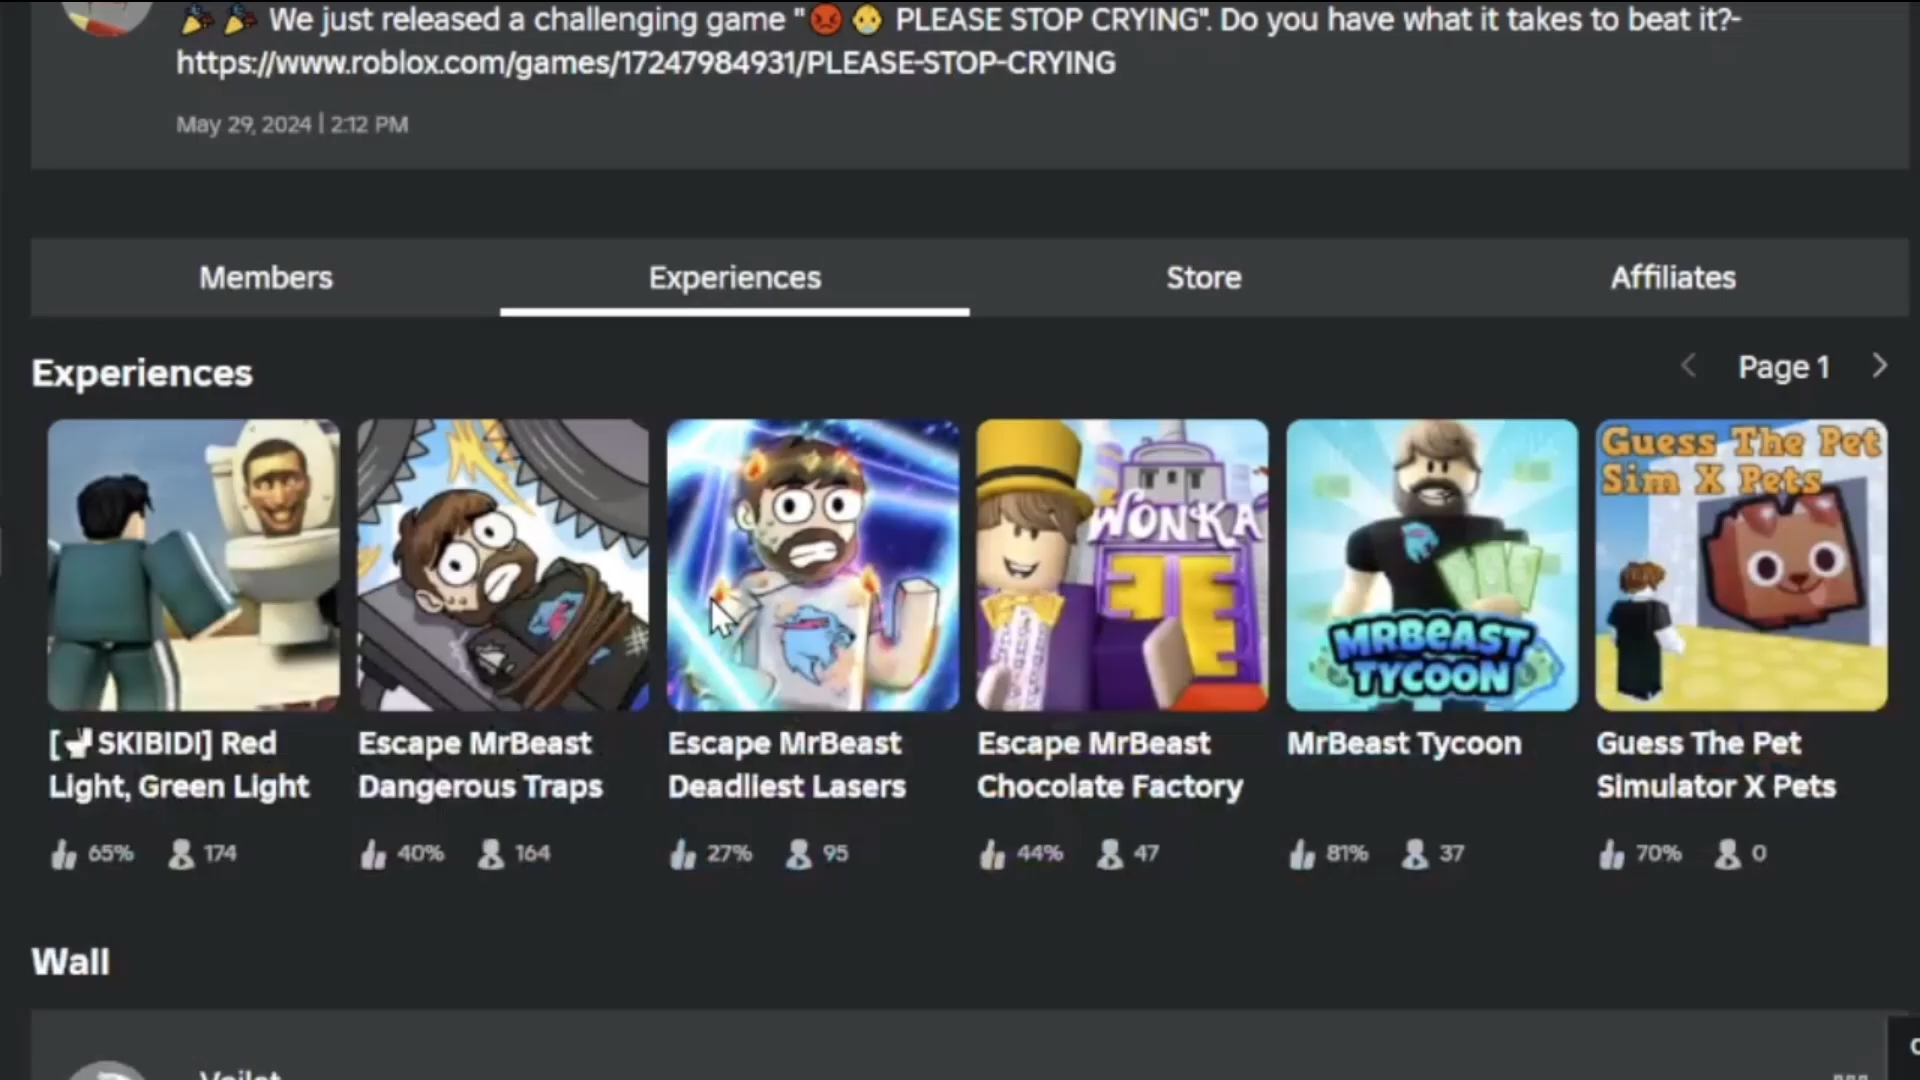 🎉 🎉 We just released a challenging game "😡👶 PLEASE STOP CRYING". Do you have what it takes to beat it?-
https://www.roblox.com/games/17247984931/PLEASE-STOP-CRYING
May 29, 2024 | 2:12 PM
Members Experiences Store Affiliates
Experiences
Page 1
Guess The Pet
Sim X Pets
WONKA
MRBEAST
TYCOON
[🚽SKIBIDI] Red
Light, Green Light
65% 174
Escape MrBeast
Dangerous Traps
40% 164
Escape MrBeast
Deadliest Lasers
27% 95
Escape MrBeast
Chocolate Factory
44% 47
MrBeast Tycoon
81% 37
Guess The Pet
Simulator X Pets
70% 0
Wall